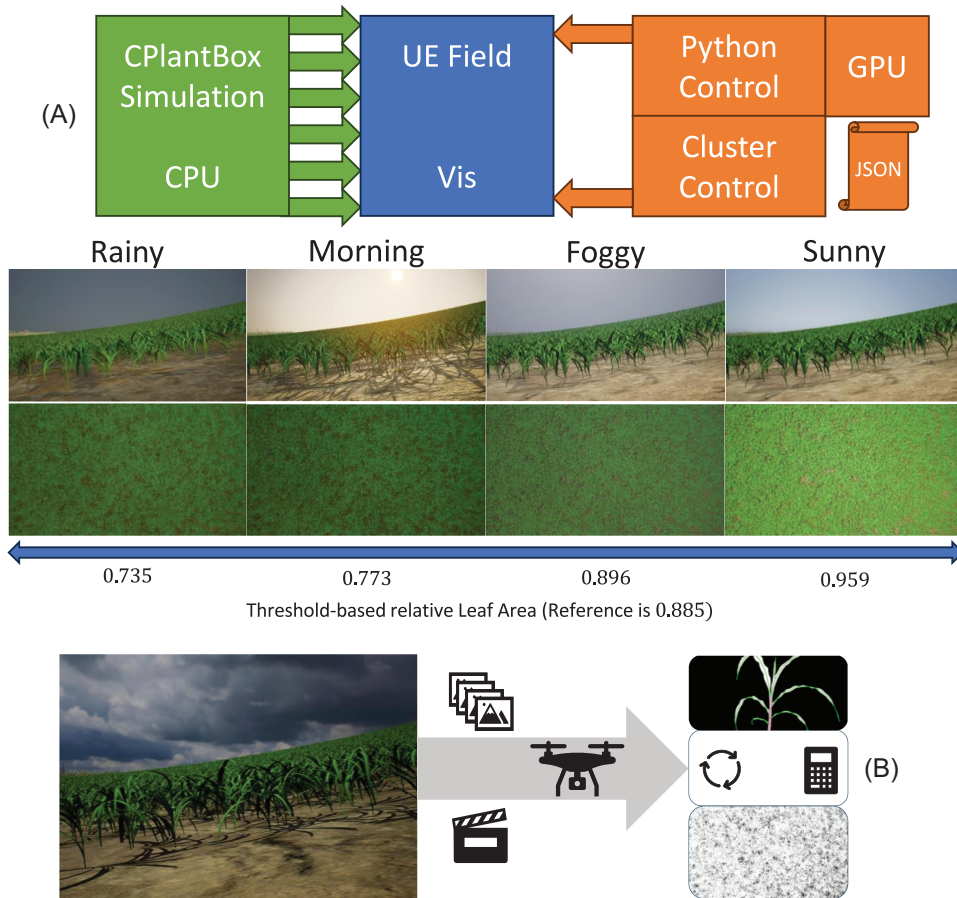 (A)
CPlantBox
Simulation
CPU
UE Field
Vis
Python
Control
GPU
Cluster
Control
JSON
Rainy
Morning
Foggy
Sunny
0.735
0.773
0.896
0.959
Threshold-based relative Leaf Area (Reference is 0.885)
(B)